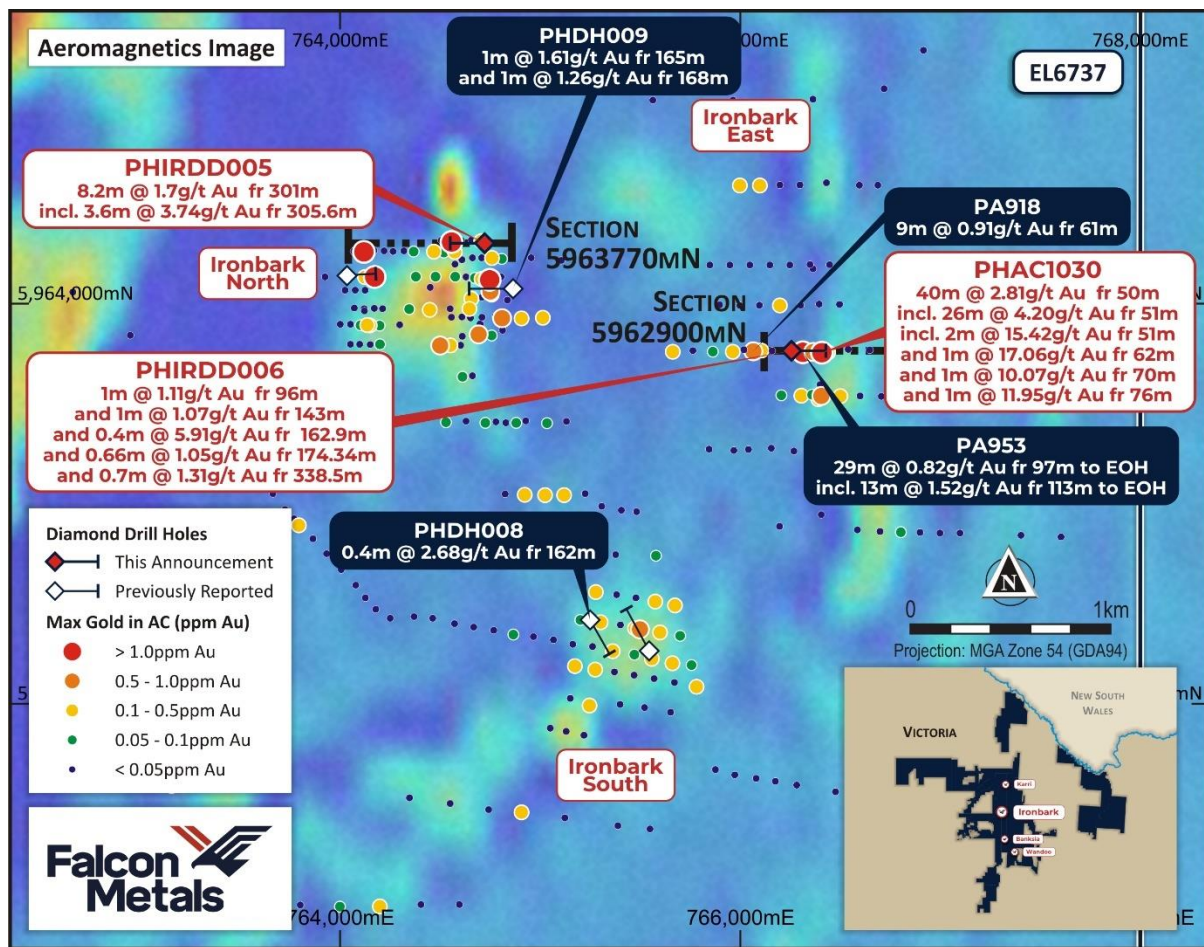 Aeromagnetics Image
764,000mE
768,000mE
EL6737
PHDH009
1m @ 1.61g/t Au fr 165m
and 1m @ 1.26g/t Au fr 168m
Ironbark
East
PHIRDD005
8.2m @ 1.7g/t Au fr 301m
incl. 3.6m @ 3.74g/t Au fr 305.6m
PA918
9m @ 0.91g/t Au fr 61m
SECTION
5963770MN
Ironbark
North
5,964,000mN
SECTION
5962900MN
PHAC1030
40m @ 2.81g/t Au fr 50m
incl. 26m @ 4.20g/t Au fr 51m
incl. 2m @ 15.42g/t Au fr 51m
and 1m @ 17.06g/t Au fr 62m
and 1m @ 10.07g/t Au fr 70m
and 1m @ 11.95g/t Au fr 76m
PHIRDD006
1m @ 1.11g/t Au fr 96m
and 1m @ 1.07g/t Au fr 143m
and 0.4m @ 5.91g/t Au fr 162.9m
and 0.66m @ 1.05g/t Au fr 174.34m
and 0.7m @ 1.31g/t Au fr 338.5m
PA953
29m @ 0.82g/t Au fr 97m to EOH
incl. 13m @ 1.52g/t Au fr 113m to EOH
PHDH008
0.4m @ 2.68g/t Au fr 162m
Diamond Drill Holes
This Announcement
Previously Reported
Max Gold in AC (ppm Au)
> 1.0ppm Au
0.5 - 1.0ppm Au
0.1 - 0.5ppm Au
0.05 - 0.1ppm Au
< 0.05ppm Au
N
0 1km
Projection: MGA Zone 54 (GDA94)
Ironbark
South
NEW SOUTH
WALES
VICTORIA
Karri
Ironbark
Banksia
Wandoo
Falcon
Metals
764,000mE
766,000mE